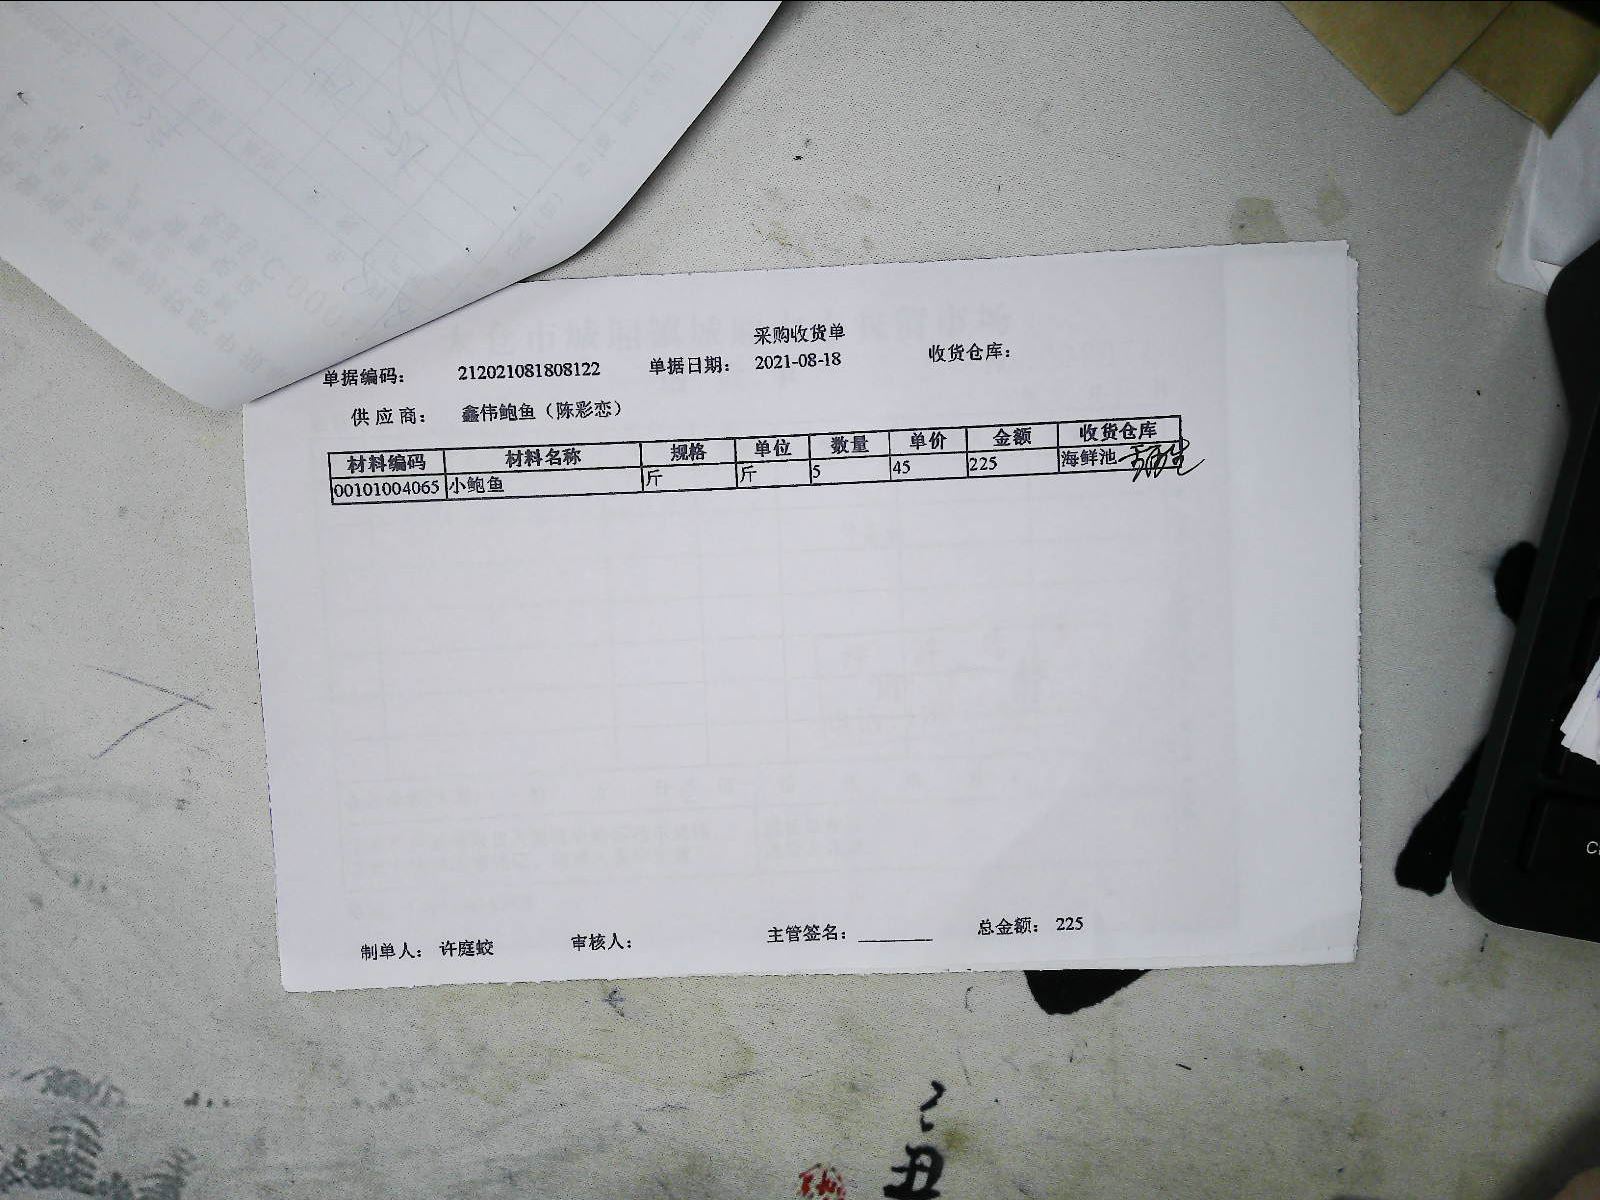 采购收货单
单据编码: 212021081808122 单据日期: 2021-08-18 收货仓库:
供应商: 鑫伟鲍鱼（陈彩恋）
材料编码 材料名称 规格 单位 数量 单价 金额 收货仓库
00101004065 小鲍鱼 斤 斤 5 45 225 海鲜池
制单人: 许庭蛟 审核人: 主管签名: 总金额: 225
丑